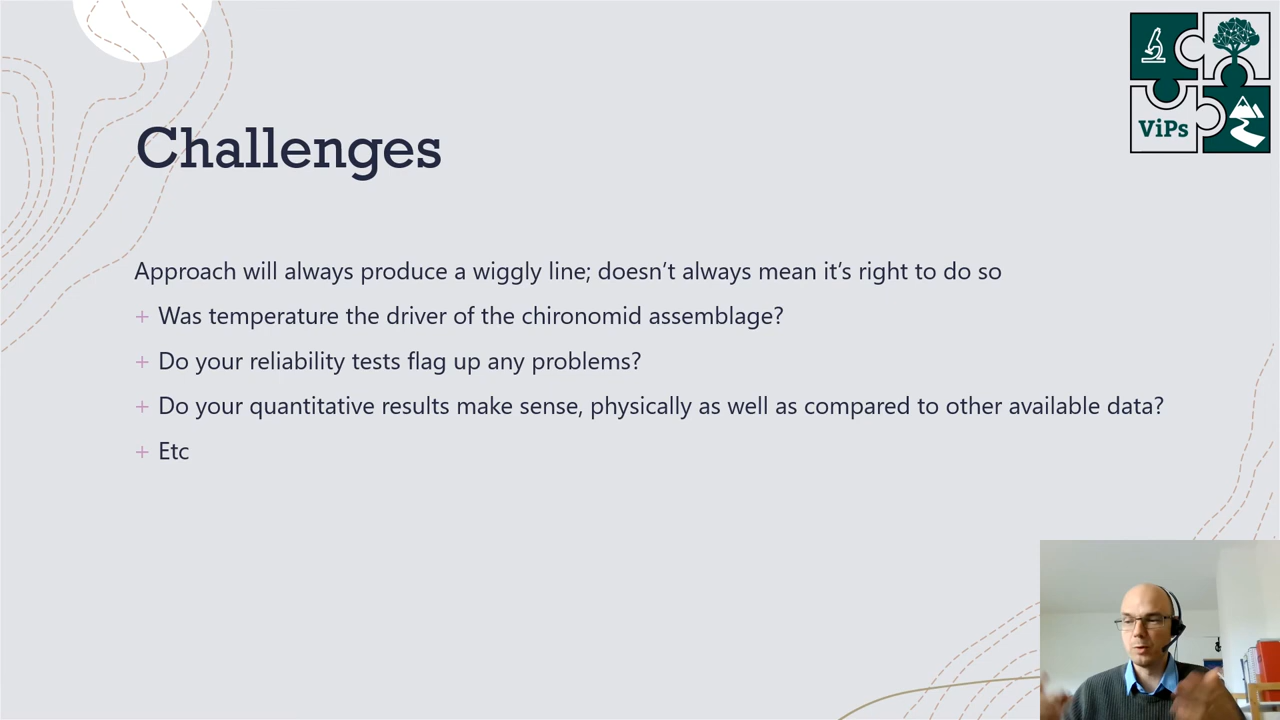 ViPs
Challenges
Approach will always produce a wiggly line; doesn’t always mean it’s right to do so
+ Was temperature the driver of the chironomid assemblage?
+ Do your reliability tests flag up any problems?
+ Do your quantitative results make sense, physically as well as compared to other available data?
+ Etc